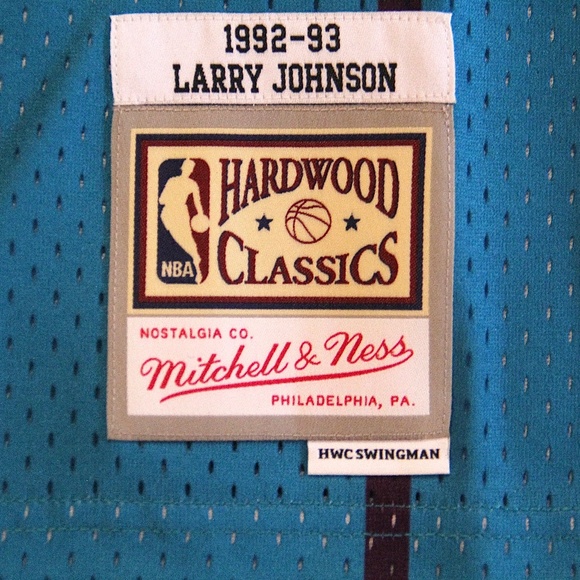 1992-93
LARRY JOHNSON
HARDWOOD
CLASSICS
NBA
NOSTALGIA CO.
Mitchell & Ness
PHILADELPHIA, PA.
HWC SWINGMAN